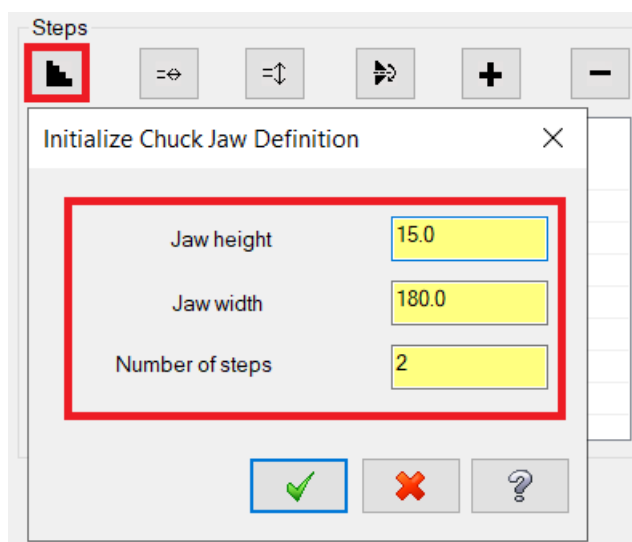 Steps
Initialize Chuck Jaw Definition
Jaw height 15.0
Jaw width 180.0
Number of steps 2